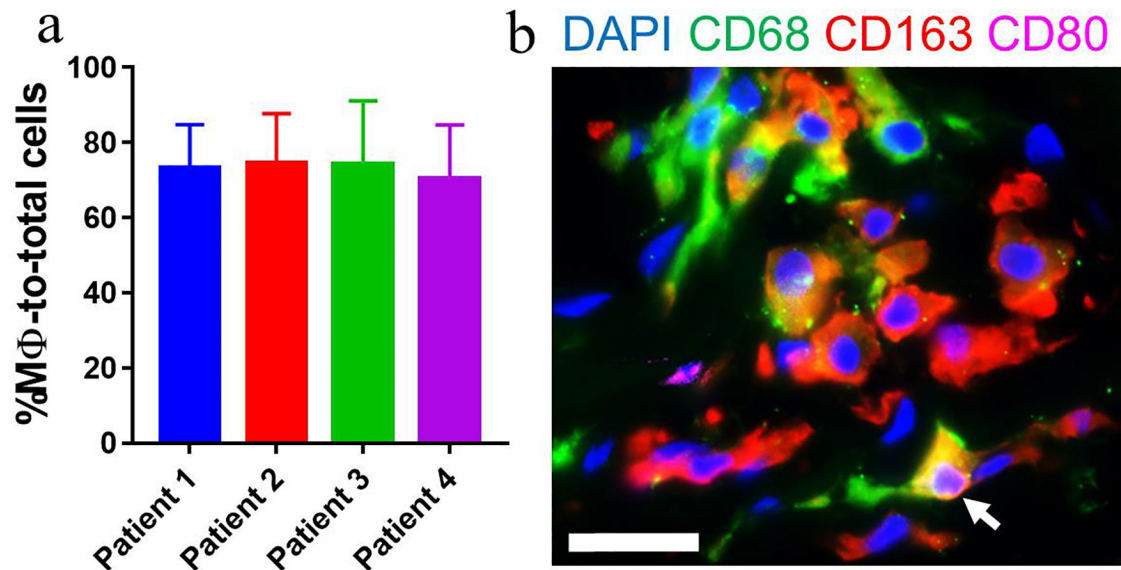 a
%MΦ-to-total cells
100
80
60
40
20
0
Patient 1
Patient 2
Patient 3
Patient 4
b
DAPI CD68 CD163 CD80